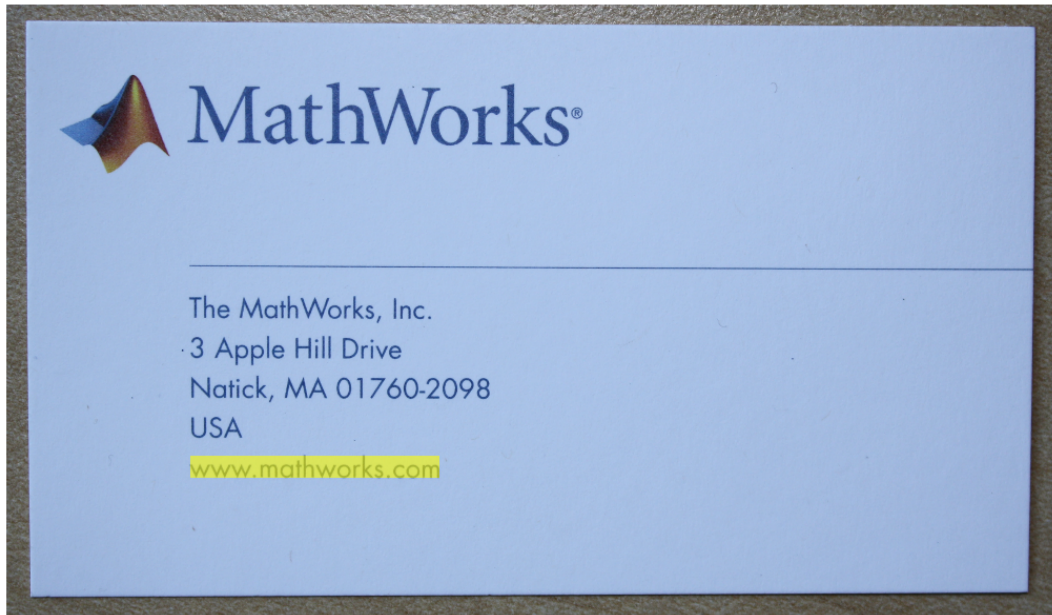 MathWorks®
The MathWorks, Inc.
3 Apple Hill Drive
Natick, MA 01760-2098
USA
www.mathworks.com